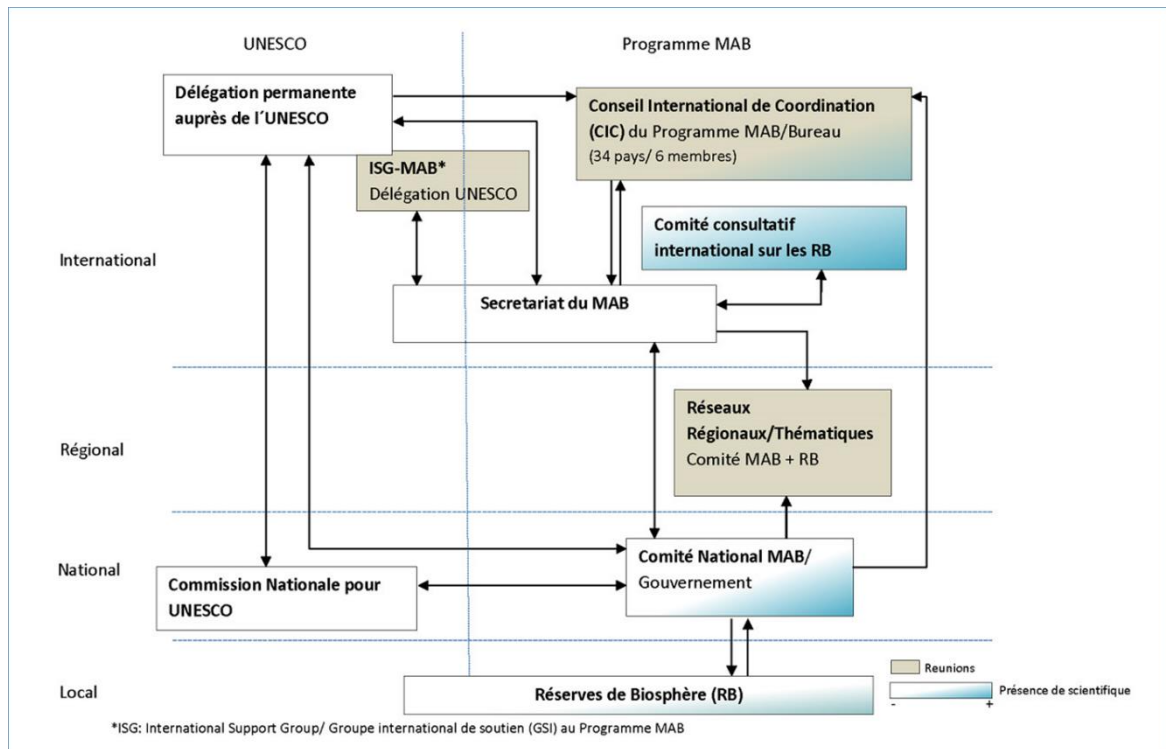 UNESCO
Programme MAB
Délégation permanente
auprès de l´UNESCO
Conseil International de Coordination
(CIC) du Programme MAB/Bureau
(34 pays/ 6 membres)
ISG-MAB*
Délégation UNESCO
Comité consultatif
international sur les RB
International
Secretariat du MAB
Réseaux
Régionaux/Thématiques
Comité MAB + RB
Régional
National
Commission Nationale pour
UNESCO
Comité National MAB/
Gouvernement
Local
Réserves de Biosphère (RB)
Reunions
Présence de scientifique
- +
*ISG: International Support Group/ Groupe international de soutien (GSI) au Programme MAB